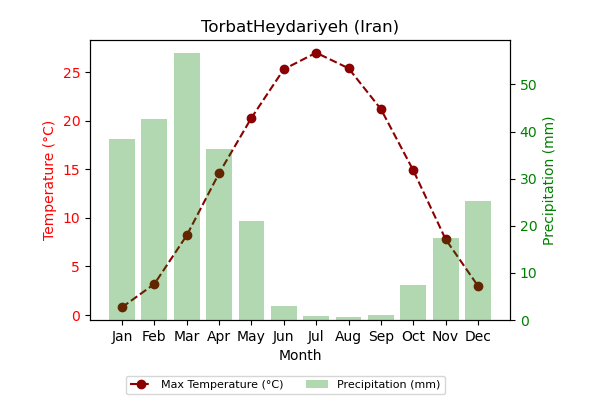 TorbatHeydariyeh (Iran)
Temperature (°C)
25
20
15
10
5
0
50
40
30
20
10
0
Precipitation (mm)
Jan Feb Mar Apr May Jun Jul Aug Sep Oct Nov Dec
Month
Max Temperature (°C) Precipitation (mm)